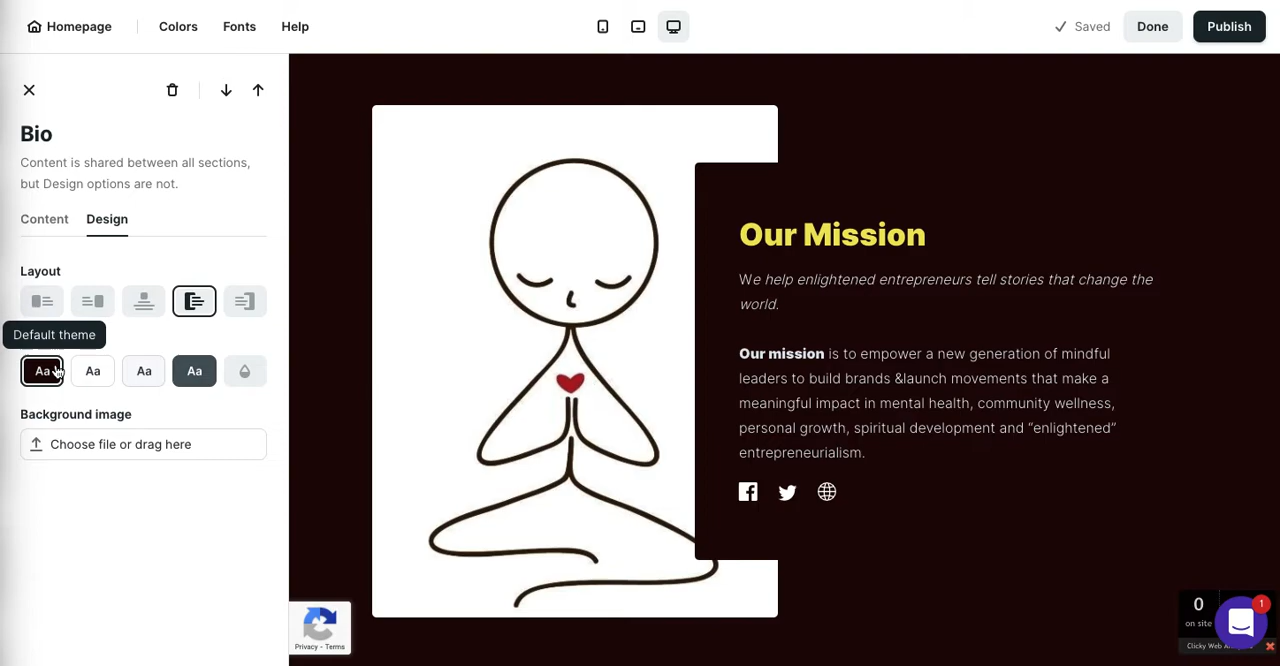 Homepage
Colors
Fonts
Help
Saved
Done
Publish
Bio
Content is shared between all sections,
but Design options are not.
Content
Design
Layout
Default theme
Aa
Aa
Aa
Aa
Background image
Choose file or drag here
Our Mission
We help enlightened entrepreneurs tell stories that change the
world.
Our mission is to empower a new generation of mindful
leaders to build brands &launch movements that make a
meaningful impact in mental health, community wellness,
personal growth, spiritual development and “enlightened”
entrepreneurialism.
Privacy - Terms
0
on site
1
Clicky Web